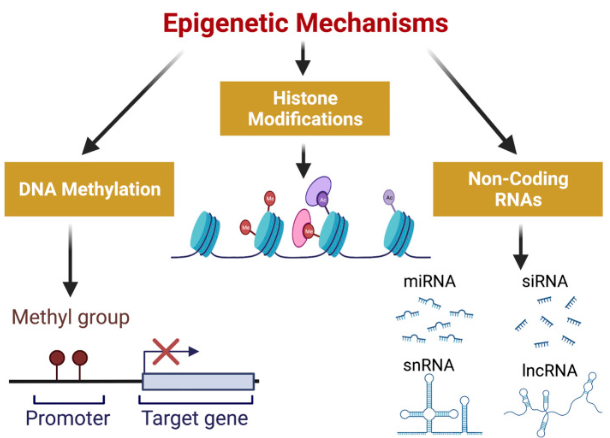 Epigenetic Mechanisms
Histone
Modifications
DNA Methylation
Non-Coding
RNAs
Me
Ac
Ac
Me
Me
miRNA
siRNA
snRNA
lncRNA
Methyl group
Promoter
Target gene